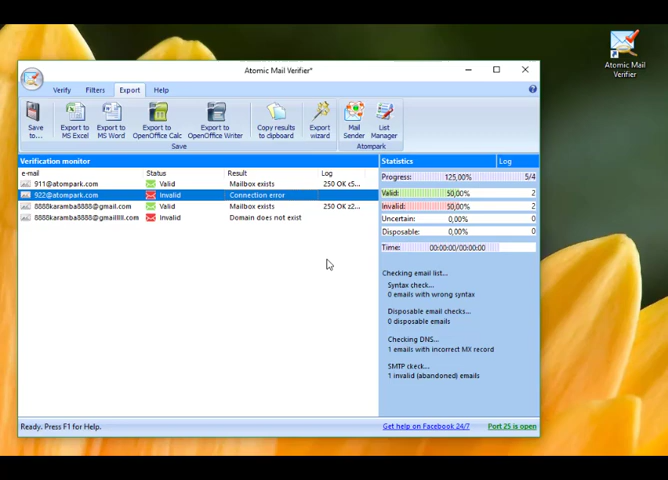 Atomic Mail Verifier*
Atomic Mail
Verifier
Verify Filters Export Help
Save to...
Export to MS Excel
Export to MS Word
Export to OpenOffice Calc
Export to OpenOffice Writer
Copy results to clipboard
Export wizard
Mail Sender
List Manager
Save
Atompark
Verification monitor
Statistics
Log
e-mail Status Result Log
911@atompark.com Valid Mailbox exists 250 OK c5...
922@atompark.com Invalid Connection error
8888karamba8888@gmail.com Valid Mailbox exists 250 OK z2...
Invalid Domain does not exist
Progress: 125,00% 5/4
Valid: 50,00% 2
Invalid: 50,00% 2
Uncertain: 0,00% 0
Disposable: 0,00% 0
Time: 00:00:00/00:00:00
Checking email list...
Syntax check...
0 emails with wrong syntax
Disposable email checks...
0 disposable emails
Checking DNS...
1 emails with incorrect MX record
SMTP check...
1 invalid (abandoned) emails
Ready. Press F1 for Help.
Get help on Facebook 24/7
Port 25 is open